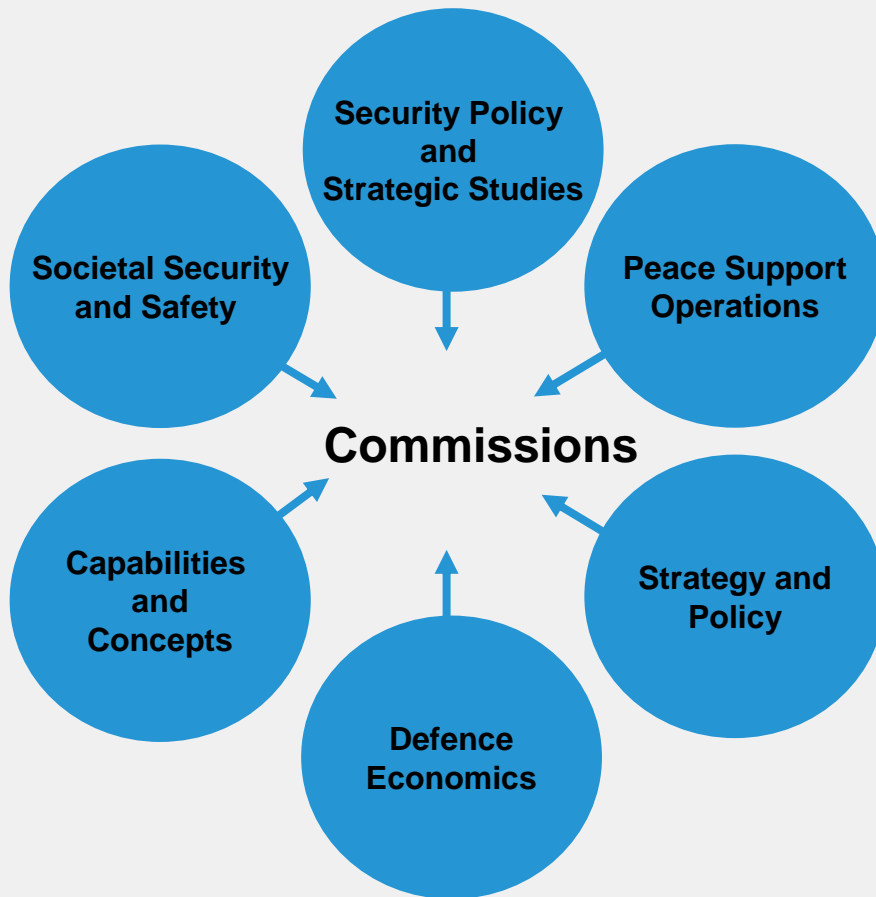 Security Policy
and
Strategic Studies
Societal Security
and Safety
Peace Support
Operations
Commissions
Capabilities
and
Concepts
Strategy and
Policy
Defence
Economics